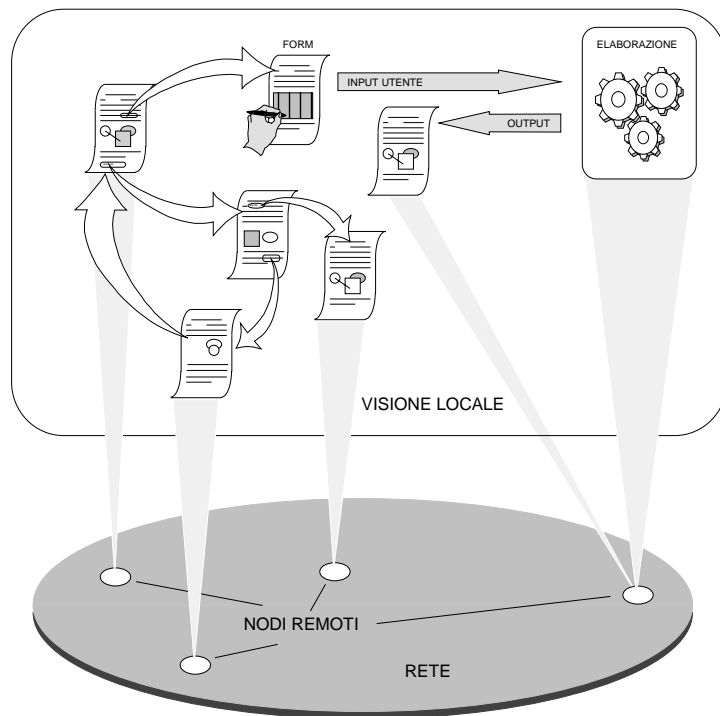 FORM
ELABORAZIONE
INPUT UTENTE
OUTPUT
VISIONE LOCALE
NODI REMOTI
RETE